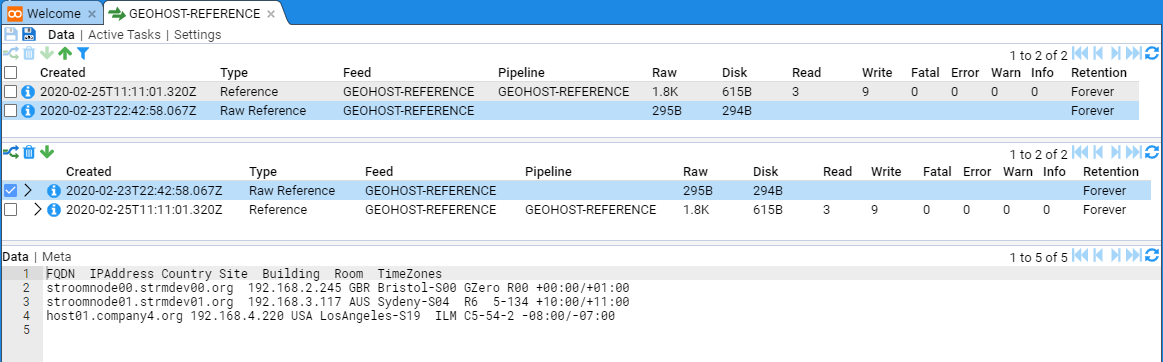 Welcome × GEOHOST-REFERENCE ×
Data | Active Tasks | Settings
1 to 2 of 2
Created Type Feed Pipeline Raw Disk Read Write Fatal Error Warn Info Retention
2020-02-25T11:11:01.320Z Reference GEOHOST-REFERENCE GEOHOST-REFERENCE 1.8K 615B 3 9 0 0 0 0 Forever
2020-02-23T22:42:58.067Z Raw Reference GEOHOST-REFERENCE 295B 294B Forever
1 to 2 of 2
Created Type Feed Pipeline Raw Disk Read Write Fatal Error Warn Info Retention
2020-02-23T22:42:58.067Z Raw Reference GEOHOST-REFERENCE 295B 294B Forever
2020-02-25T11:11:01.320Z Reference GEOHOST-REFERENCE GEOHOST-REFERENCE 1.8K 615B 3 9 0 0 0 0 Forever
Data | Meta
1 to 5 of 5
1 FQDN IPAddress Country Site Building Room TimeZones
2 stroomnode00.strmdev00.org 192.168.2.245 GBR Bristol-S00 GZero R00 +00:00/+01:00
3 stroomnode01.strmdev01.org 192.168.3.117 AUS Sydeny-S04 R6 5-134 +10:00/+11:00
4 host01.company4.org 192.168.4.220 USA LosAngeles-S19 ILM C5-54-2 -08:00/-07:00
5